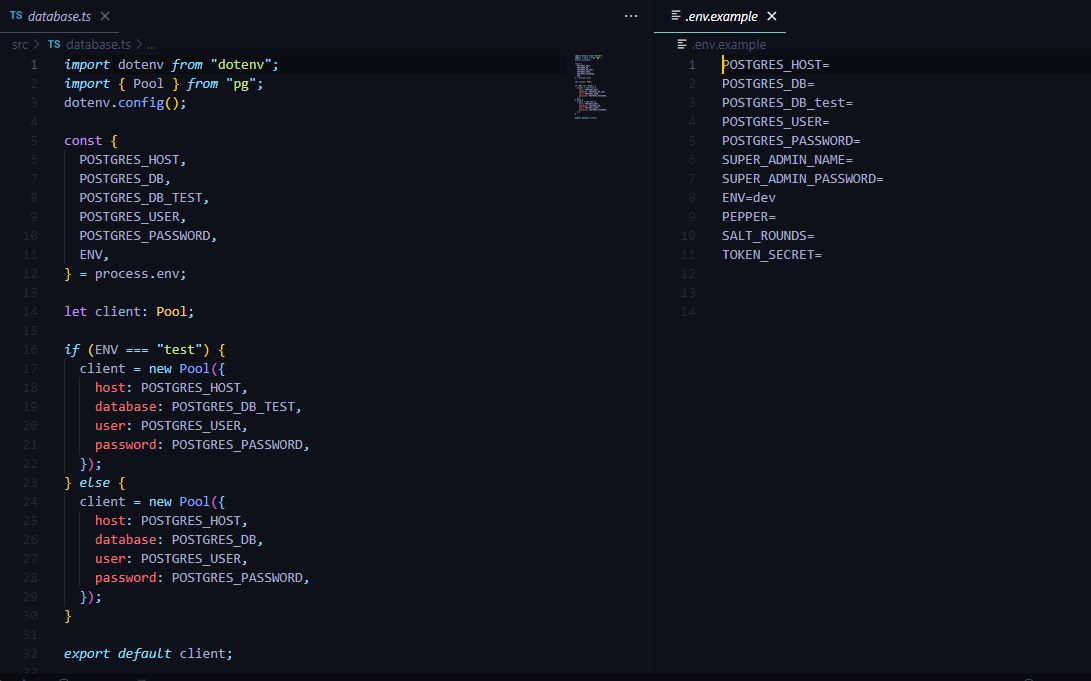 TS database.ts ×
src > TS database.ts > ...
1 import dotenv from "dotenv";
2 import { Pool } from "pg";
3 dotenv.config();
4
5 const {
6 POSTGRES_HOST,
7 POSTGRES_DB,
8 POSTGRES_DB_TEST,
9 POSTGRES_USER,
10 POSTGRES_PASSWORD,
11 ENV,
12 } = process.env;
13
14 let client: Pool;
15
16 if (ENV === "test") {
17 client = new Pool({
18 host: POSTGRES_HOST,
19 database: POSTGRES_DB_TEST,
20 user: POSTGRES_USER,
21 password: POSTGRES_PASSWORD,
22 });
23 } else {
24 client = new Pool({
25 host: POSTGRES_HOST,
26 database: POSTGRES_DB,
27 user: POSTGRES_USER,
28 password: POSTGRES_PASSWORD,
29 });
30 }
31
32 export default client;
33
.env.example ×
.env.example
1 POSTGRES_HOST=
2 POSTGRES_DB=
3 POSTGRES_DB_test=
4 POSTGRES_USER=
5 POSTGRES_PASSWORD=
6 SUPER_ADMIN_NAME=
7 SUPER_ADMIN_PASSWORD=
8 ENV=dev
9 PEPPER=
10 SALT_ROUNDS=
11 TOKEN_SECRET=
12
13
14